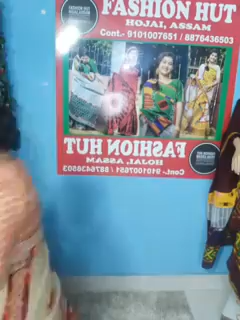 FASHION HUT
HOJAI, ASSAM
Cont.- 9101007651 / 8876436503
FASHION HUT
HOJAI, ASSAM
Cont.- 9101007651 / 8876436503